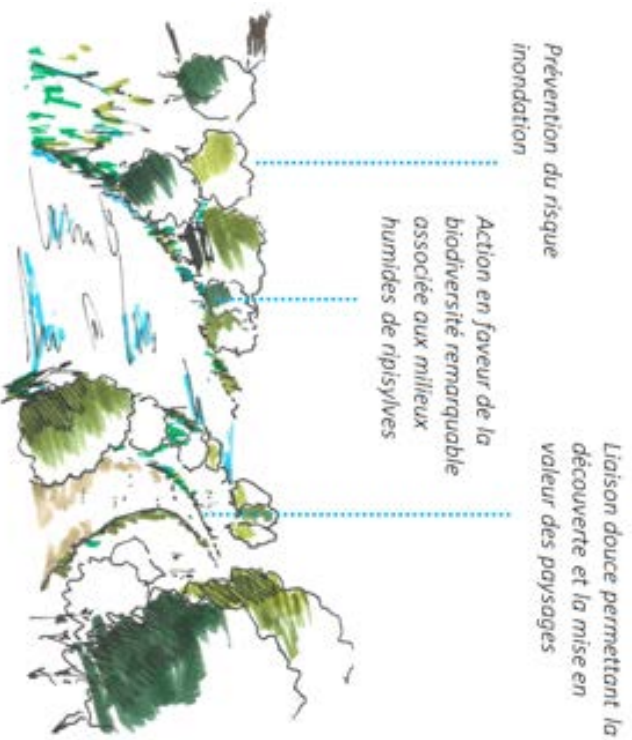 Prévention du risque
inondation
Action en faveur de la
biodiversité remarquable
associée aux milieux
humides de ripisylves
Liaison douce permettant la
découverte et la mise en
valeur des paysages